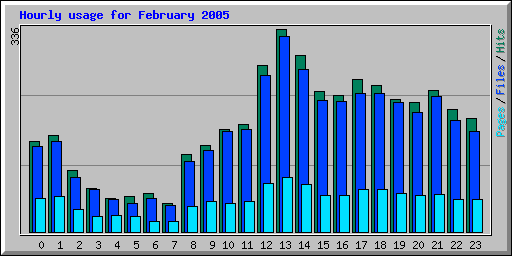 Hourly usage for February 2005
336
Pages / Files / Hits
0 1 2 3 4 5 6 7 8 9 10 11 12 13 14 15 16 17 18 19 20 21 22 23